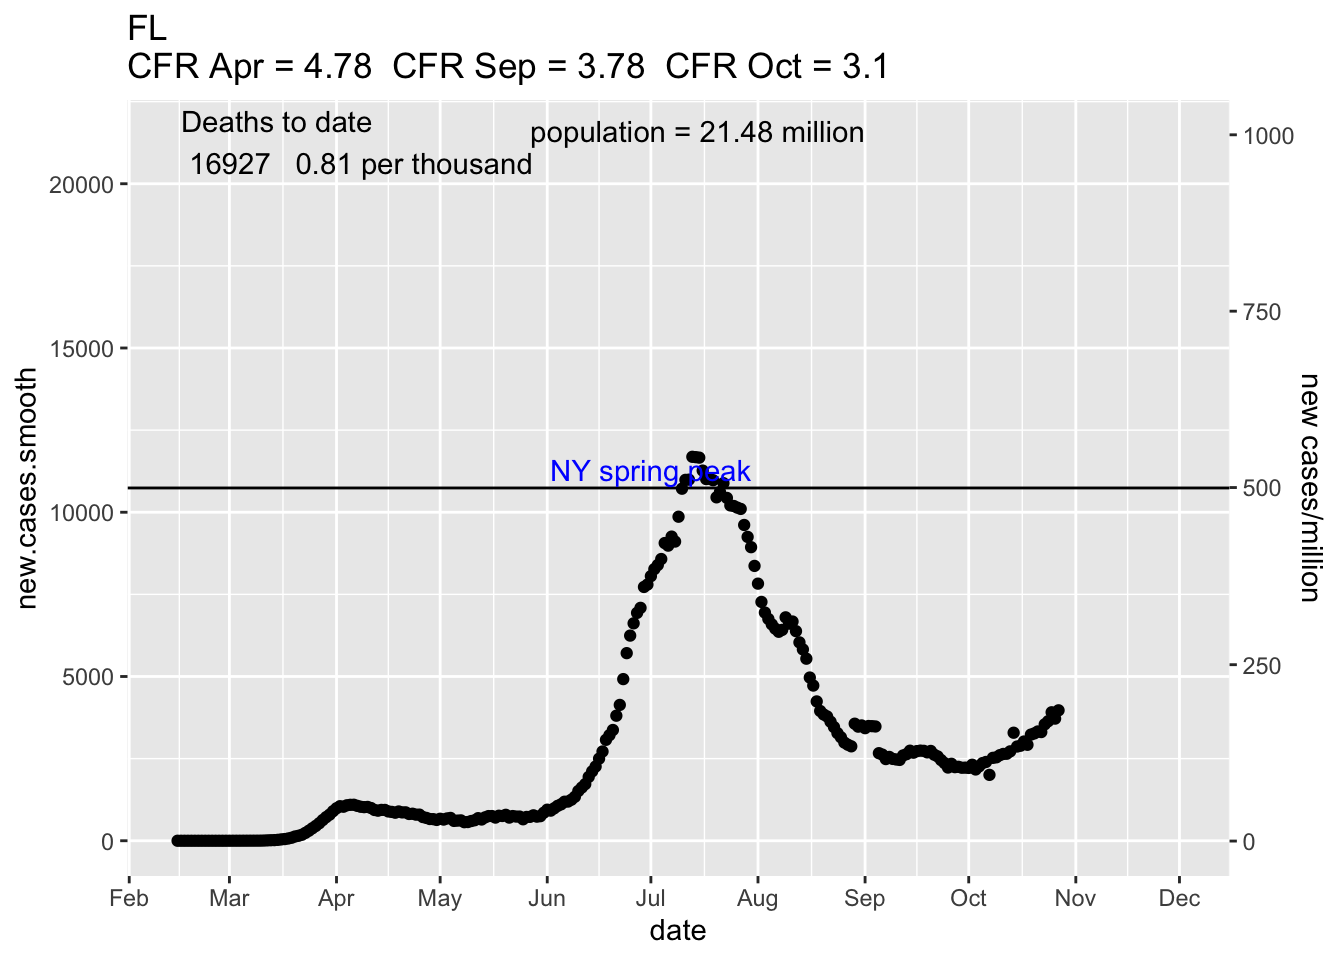 FL
CFR Apr = 4.78  CFR Sep = 3.78  CFR Oct = 3.1
Deaths to date
16927   0.81 per thousand
population = 21.48 million
NY spring peak
new.cases.smooth
20000
15000
10000
5000
0
new cases/million
1000
750
500
250
0
Feb Mar Apr May Jun Jul Aug Sep Oct Nov Dec
date